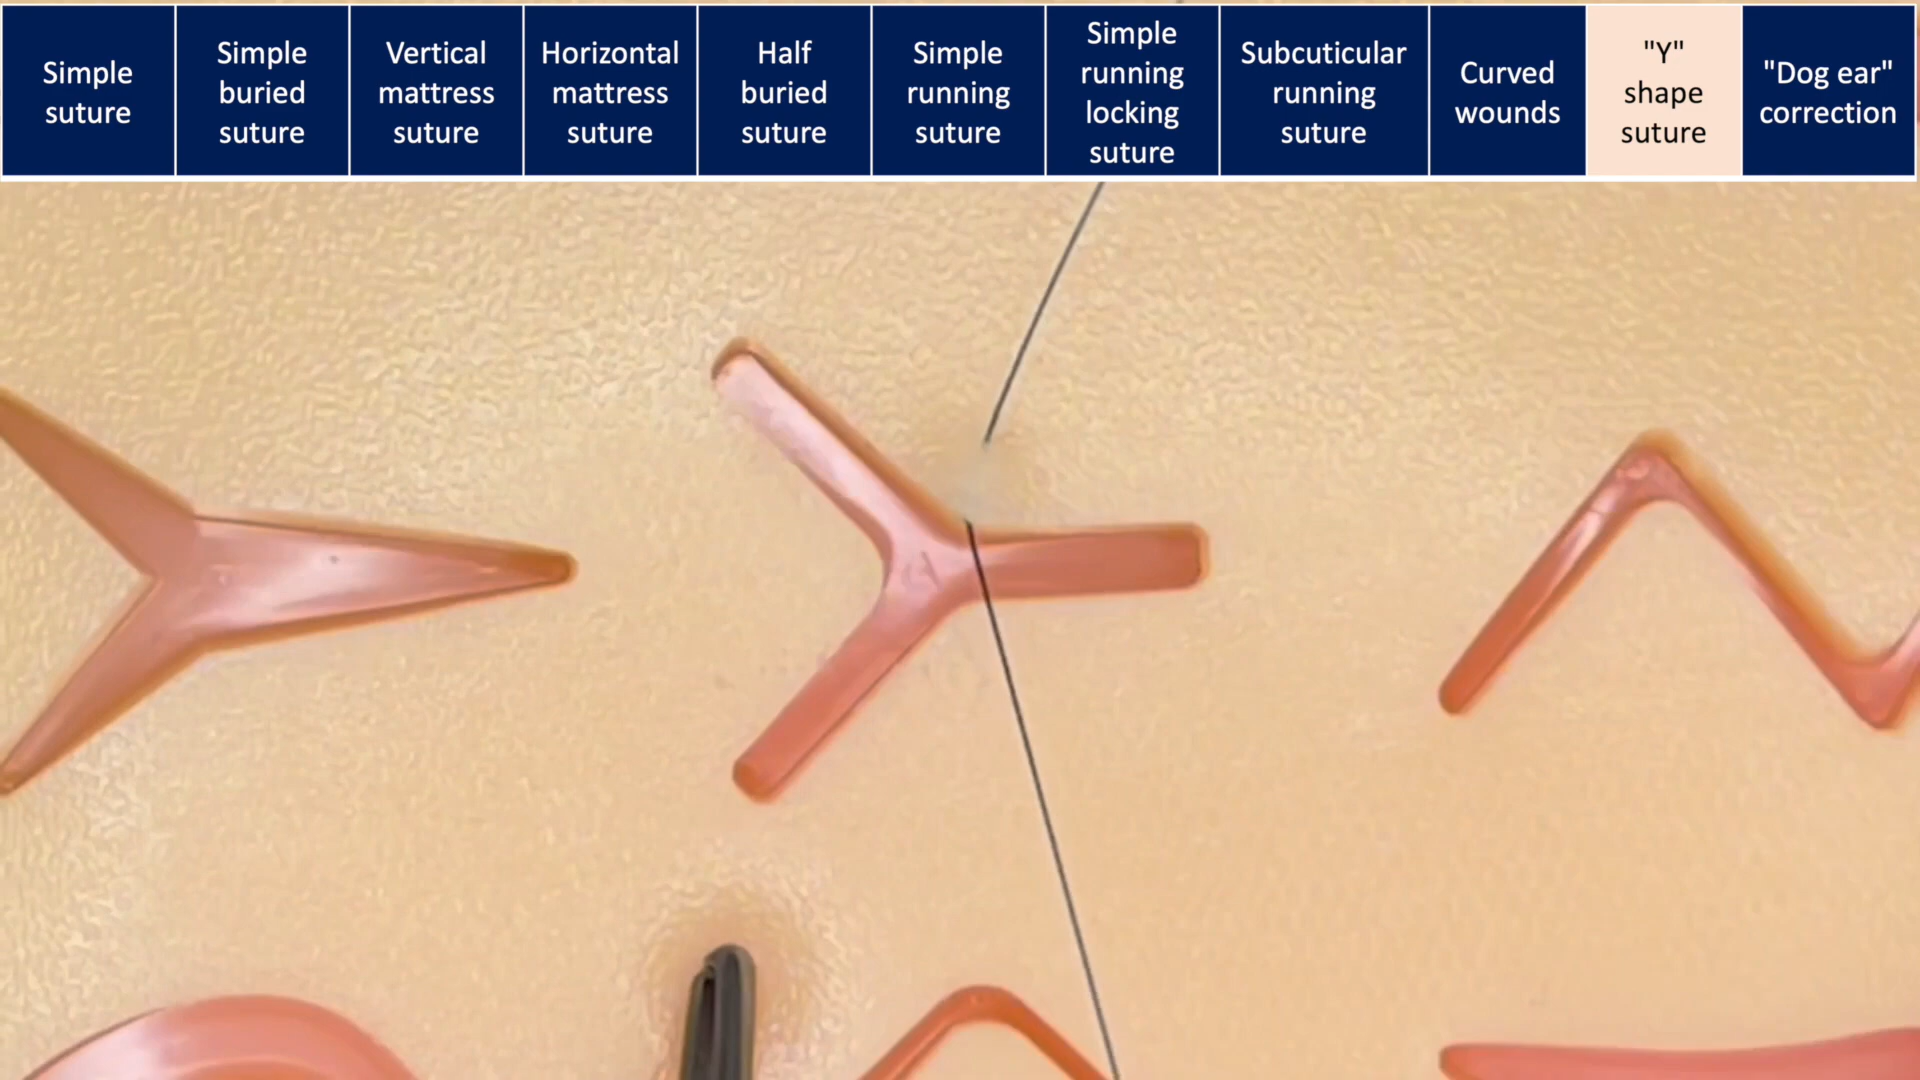 Simple
suture
Simple
buried
suture
Vertical
mattress
suture
Horizontal
mattress
suture
Half
buried
suture
Simple
running
suture
Simple
running
locking
suture
Subcuticular
running
suture
Curved
wounds
"Y"
shape
suture
"Dog ear"
correction